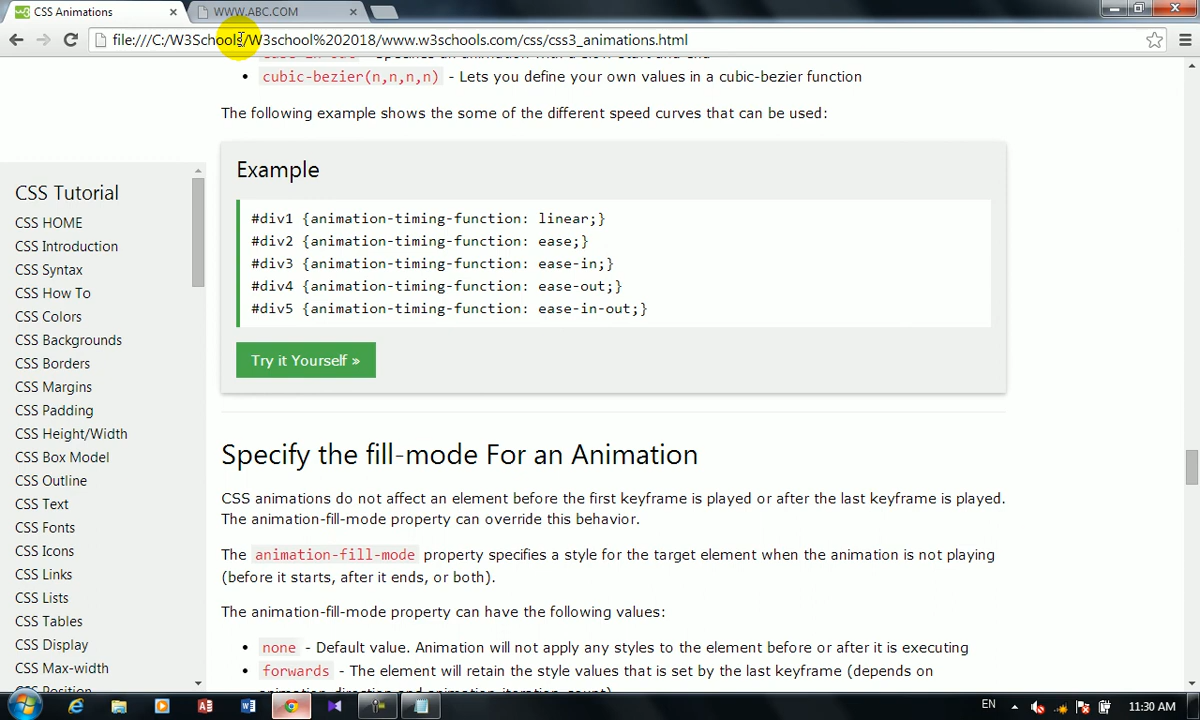 CSS Animations
WWW.ABC.COM
file:///C:/W3Schools/W3school%202018/www.w3schools.com/css/css3_animations.html
cubic-bezier(n,n,n,n) - Lets you define your own values in a cubic-bezier function
The following example shows the some of the different speed curves that can be used:
Example
#div1 {animation-timing-function: linear;}
#div2 {animation-timing-function: ease;}
#div3 {animation-timing-function: ease-in;}
#div4 {animation-timing-function: ease-out;}
#div5 {animation-timing-function: ease-in-out;}
Try it Yourself »
Specify the fill-mode For an Animation
CSS animations do not affect an element before the first keyframe is played or after the last keyframe is played.
The animation-fill-mode property can override this behavior.
The animation-fill-mode property specifies a style for the target element when the animation is not playing
(before it starts, after it ends, or both).
The animation-fill-mode property can have the following values:
none - Default value. Animation will not apply any styles to the element before or after it is executing
forwards - The element will retain the style values that is set by the last keyframe (depends on
CSS Tutorial
CSS HOME
CSS Introduction
CSS Syntax
CSS How To
CSS Colors
CSS Backgrounds
CSS Borders
CSS Margins
CSS Padding
CSS Height/Width
CSS Box Model
CSS Outline
CSS Text
CSS Fonts
CSS Icons
CSS Links
CSS Lists
CSS Tables
CSS Display
CSS Max-width
CSS Position
EN
11:30 AM